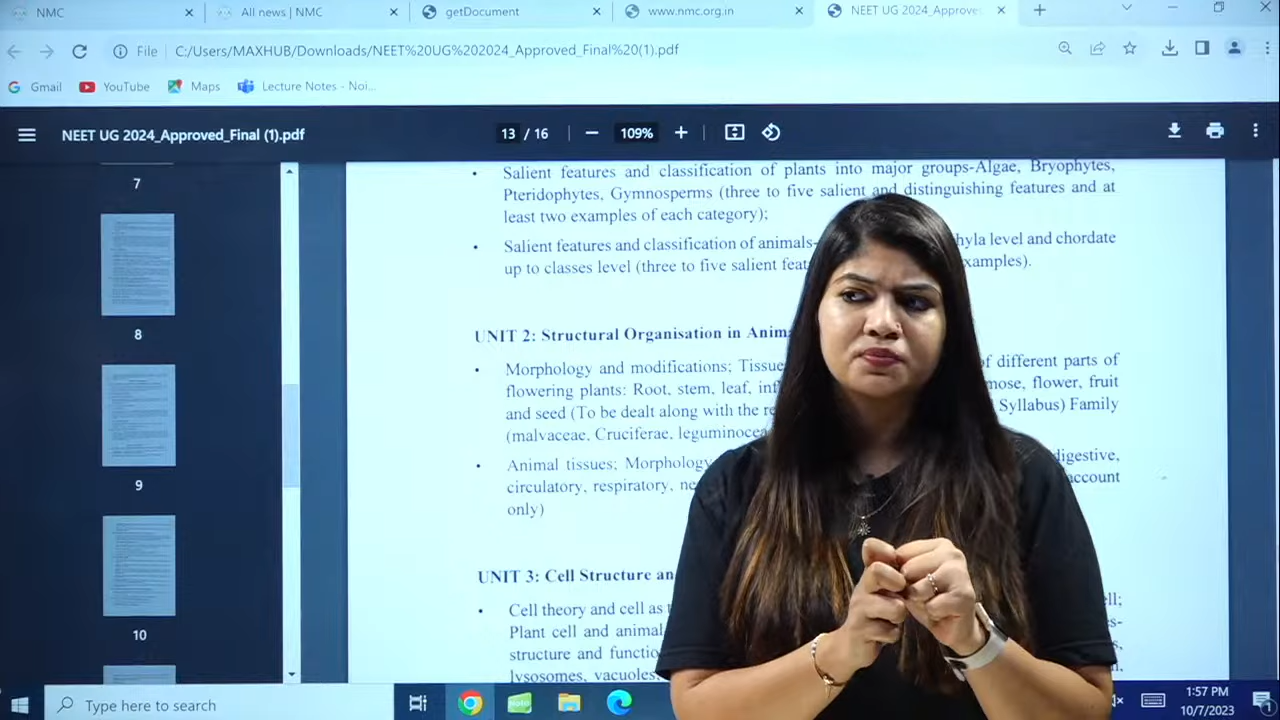 NMC
All news | NMC
getDocument
www.nmc.org.in
NEET UG 2024_Approve
File
C:/Users/MAXHUB/Downloads/NEET%20UG%202024_Approved_Final%20(1).pdf
Gmail
YouTube
Maps
Lecture Notes - Noi...
NEET UG 2024_Approved_Final (1).pdf
13 / 16
109%
7
8
9
10
• Salient features and classification of plants into major groups-Algae, Bryophytes,
Pteridophytes, Gymnosperms (three to five salient and distinguishing features and at
least two examples of each category);
• Salient features and classification of animals- hyla level and chordate
up to classes level (three to five salient feat xamples).
UNIT 2: Structural Organisation in Anim
• Morphology and modifications; Tissue of different parts of
flowering plants: Root, stem, leaf, inf mose, flower, fruit
and seed (To be dealt along with the re Syllabus) Family
(malvaceae, Cruciferae, leguminocea
• Animal tissues; Morphology digestive,
circulatory, respiratory, ne account
only)
UNIT 3: Cell Structure an
• Cell theory and cell as ell;
Plant cell and animal es-
structure and functio
lysosomes, vacuoles,
Type here to search
1:57 PM
10/7/2023